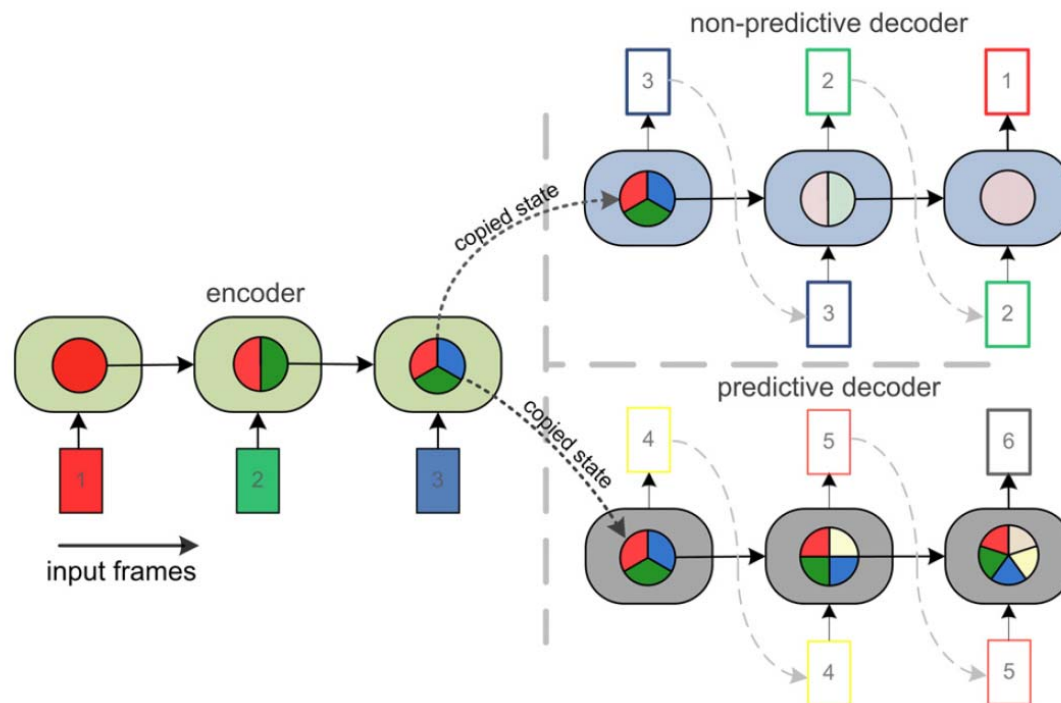 non-predictive decoder
3
2
1
copied state
3
2
encoder
1
2
3
input frames
copied state
predictive decoder
4
5
6
4
5